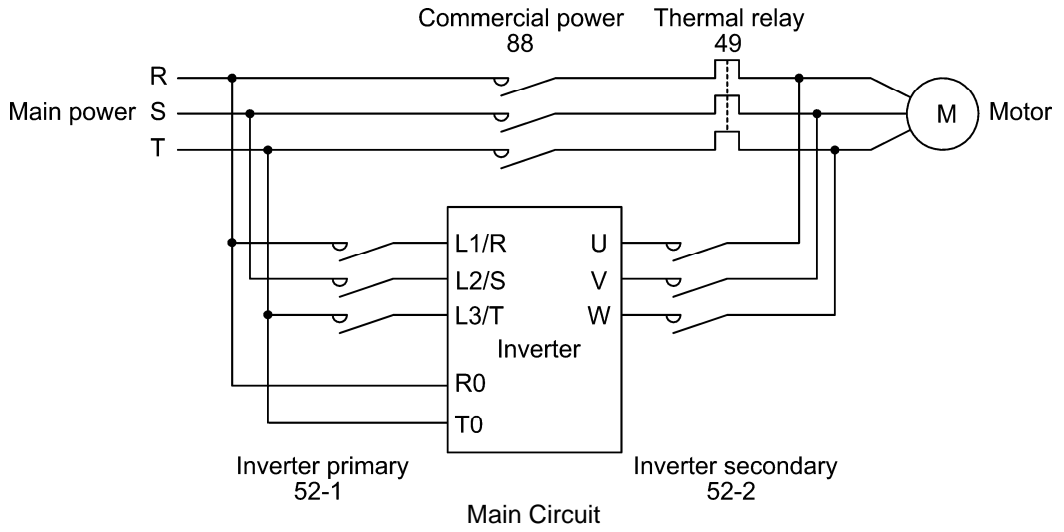 Commercial power
88
Thermal relay
49
R
Main power
S
T
M
Motor
L1/R
U
L2/S
V
L3/T
W
Inverter
R0
T0
Inverter primary
52-1
Inverter secondary
52-2
Main Circuit